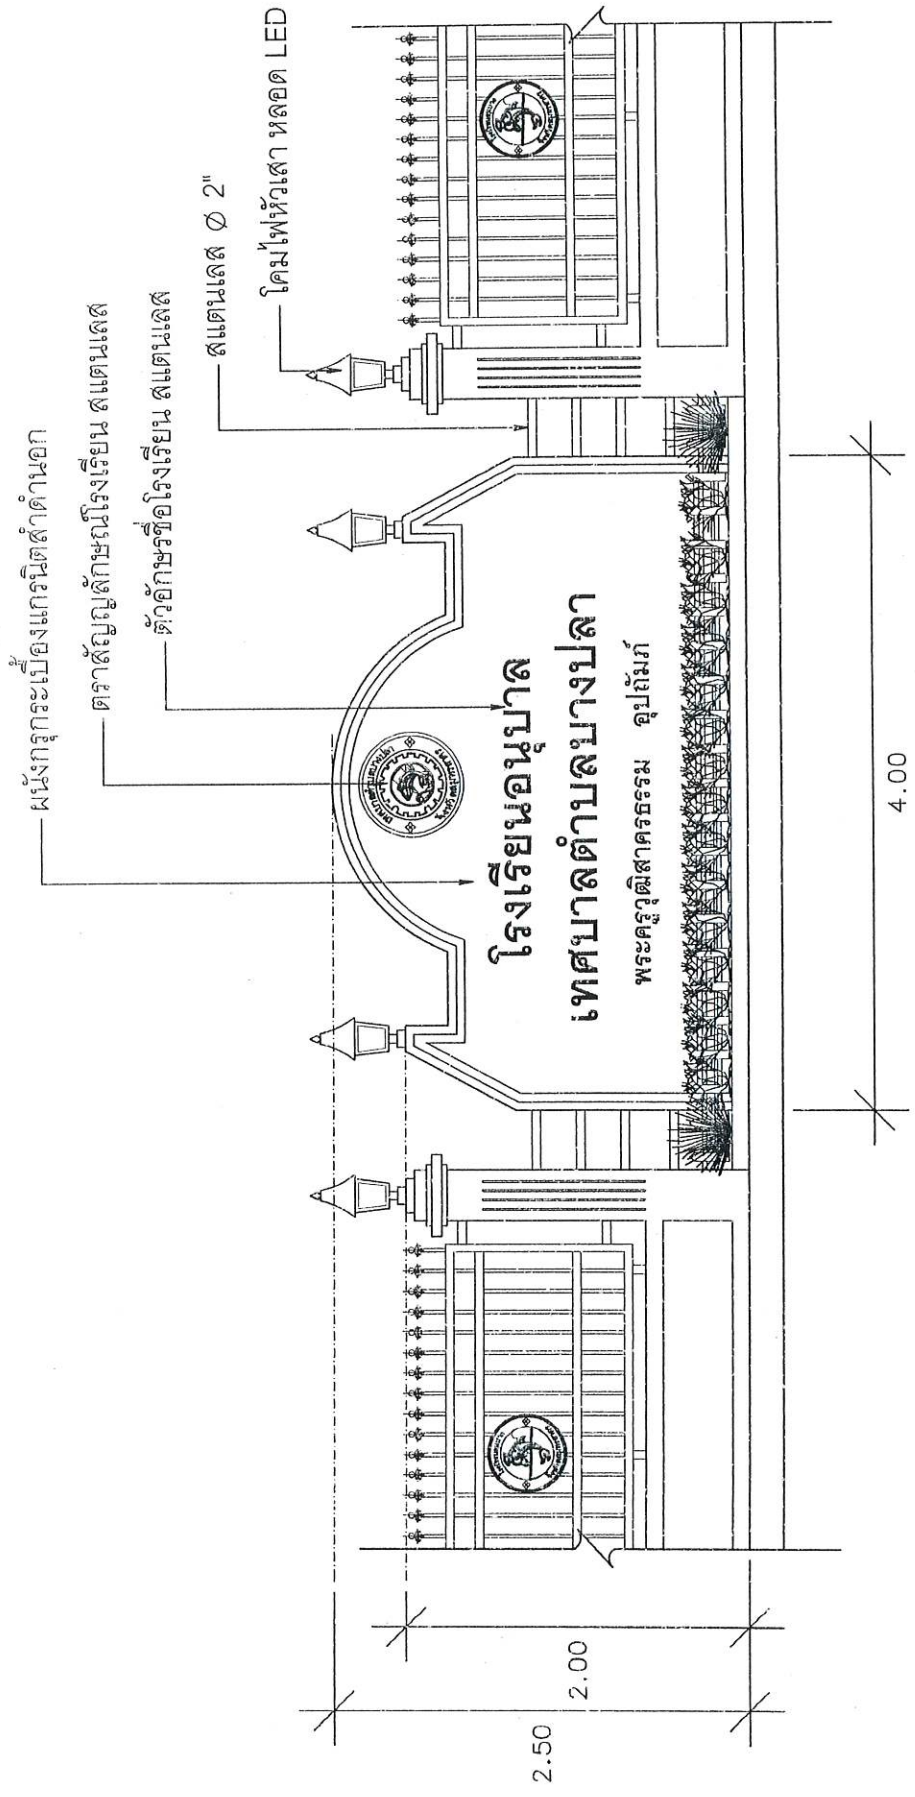 ผนังกรุกระเบื้องแกรนิตสีดำด้านอก
ตราสัญญลักษณ์โรงเรียน สแตนเลส
ตัวอักษรชื่อโรงเรียน สแตนเลส
สแตนเลส Ø 2"
โคมไฟหัวเสา หลอด LED
โรงเรียนอนุบาล
เทศบาลตำบลบางปลา
พระครูวุฒิสาครธรรม อุปถัมภ์
2.50
2.00
4.00